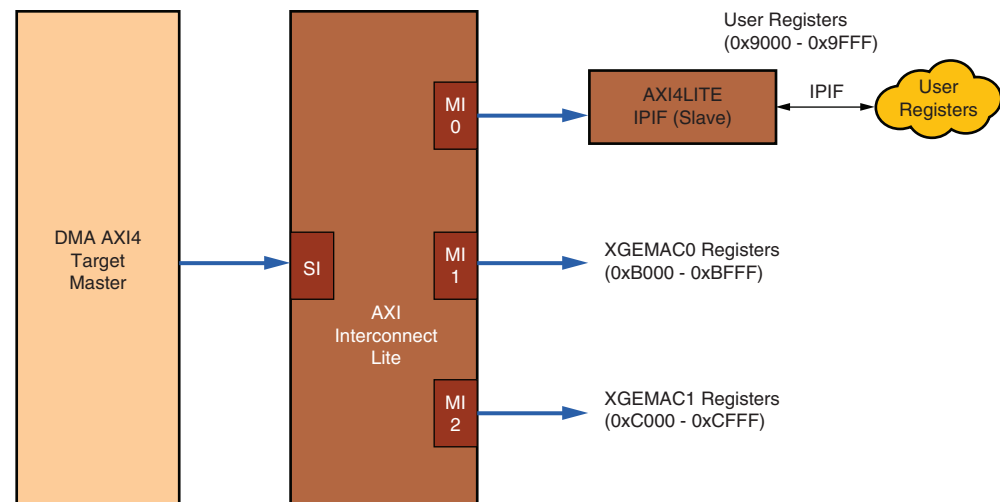 User Registers
(0x9000 - 0x9FFF)
MI
0
AXI4LITE
IPIF (Slave)
IPIF
User
Registers
DMA AXI4
Target
Master
SI
MI
1
XGEMAC0 Registers
(0xB000 - 0xBFFF)
AXI
Interconnect
Lite
MI
2
XGEMAC1 Registers
(0xC000 - 0xCFFF)